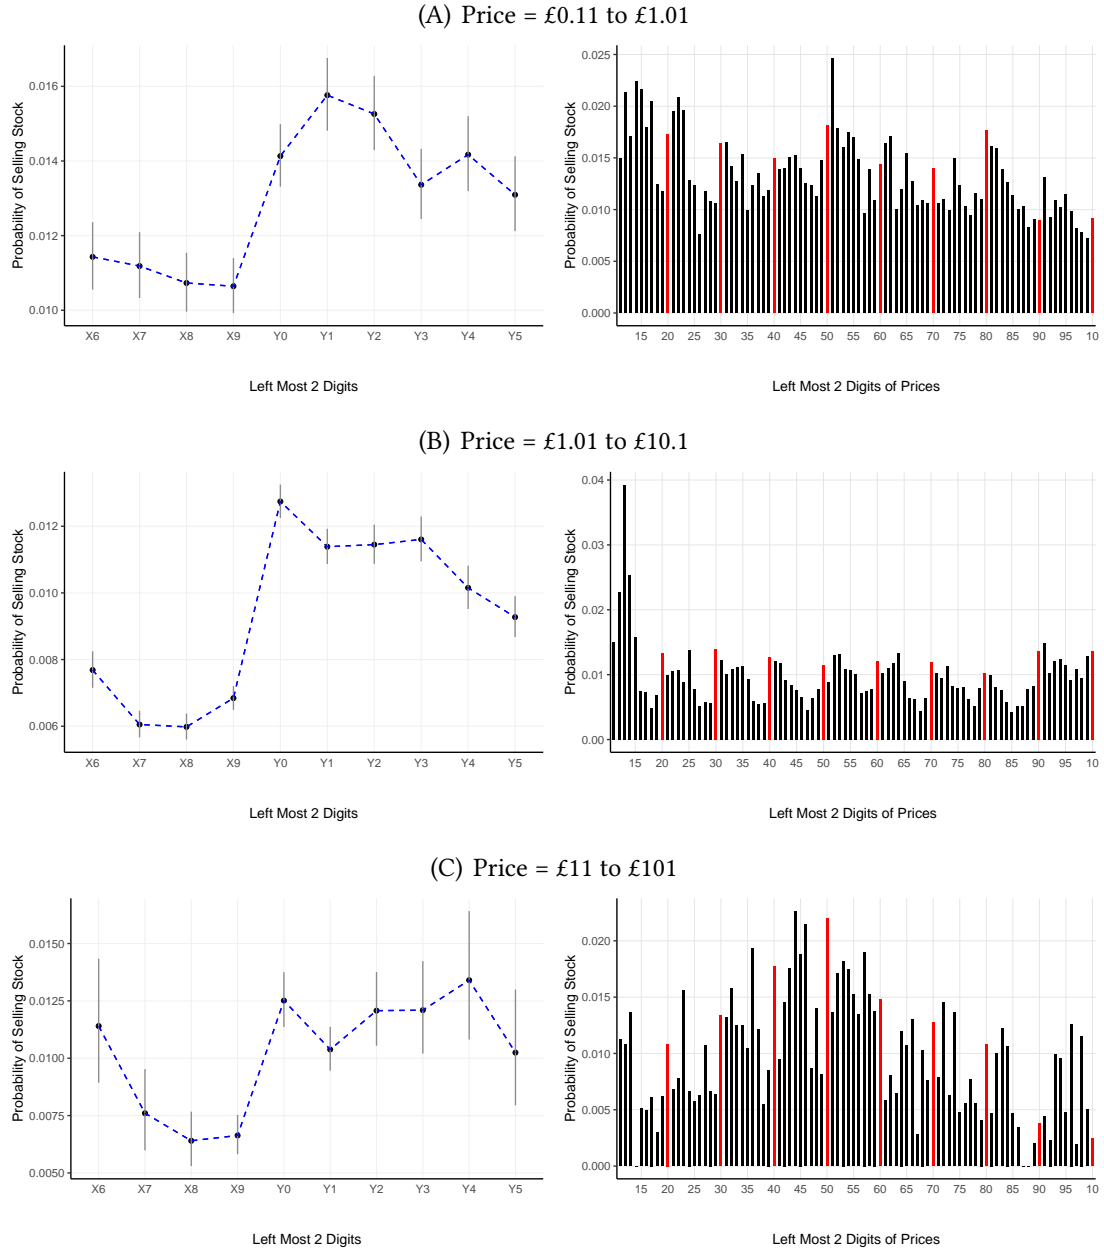 (A) Price = £0.11 to £1.01
Probability of Selling Stock
0.016
0.014
0.012
0.010
X6 X7 X8 X9 Y0 Y1 Y2 Y3 Y4 Y5
Left Most 2 Digits
Probability of Selling Stock
0.025
0.020
0.015
0.010
0.005
0.000
15 20 25 30 35 40 45 50 55 60 65 70 75 80 85 90 95 10
Left Most 2 Digits of Prices
(B) Price = £1.01 to £10.1
Probability of Selling Stock
0.012
0.010
0.008
0.006
X6 X7 X8 X9 Y0 Y1 Y2 Y3 Y4 Y5
Left Most 2 Digits
Probability of Selling Stock
0.04
0.03
0.02
0.01
0.00
15 20 25 30 35 40 45 50 55 60 65 70 75 80 85 90 95 10
Left Most 2 Digits of Prices
(C) Price = £11 to £101
Probability of Selling Stock
0.0150
0.0125
0.0100
0.0075
0.0050
X6 X7 X8 X9 Y0 Y1 Y2 Y3 Y4 Y5
Left Most 2 Digits
Probability of Selling Stock
0.020
0.015
0.010
0.005
0.000
15 20 25 30 35 40 45 50 55 60 65 70 75 80 85 90 95 10
Left Most 2 Digits of Prices